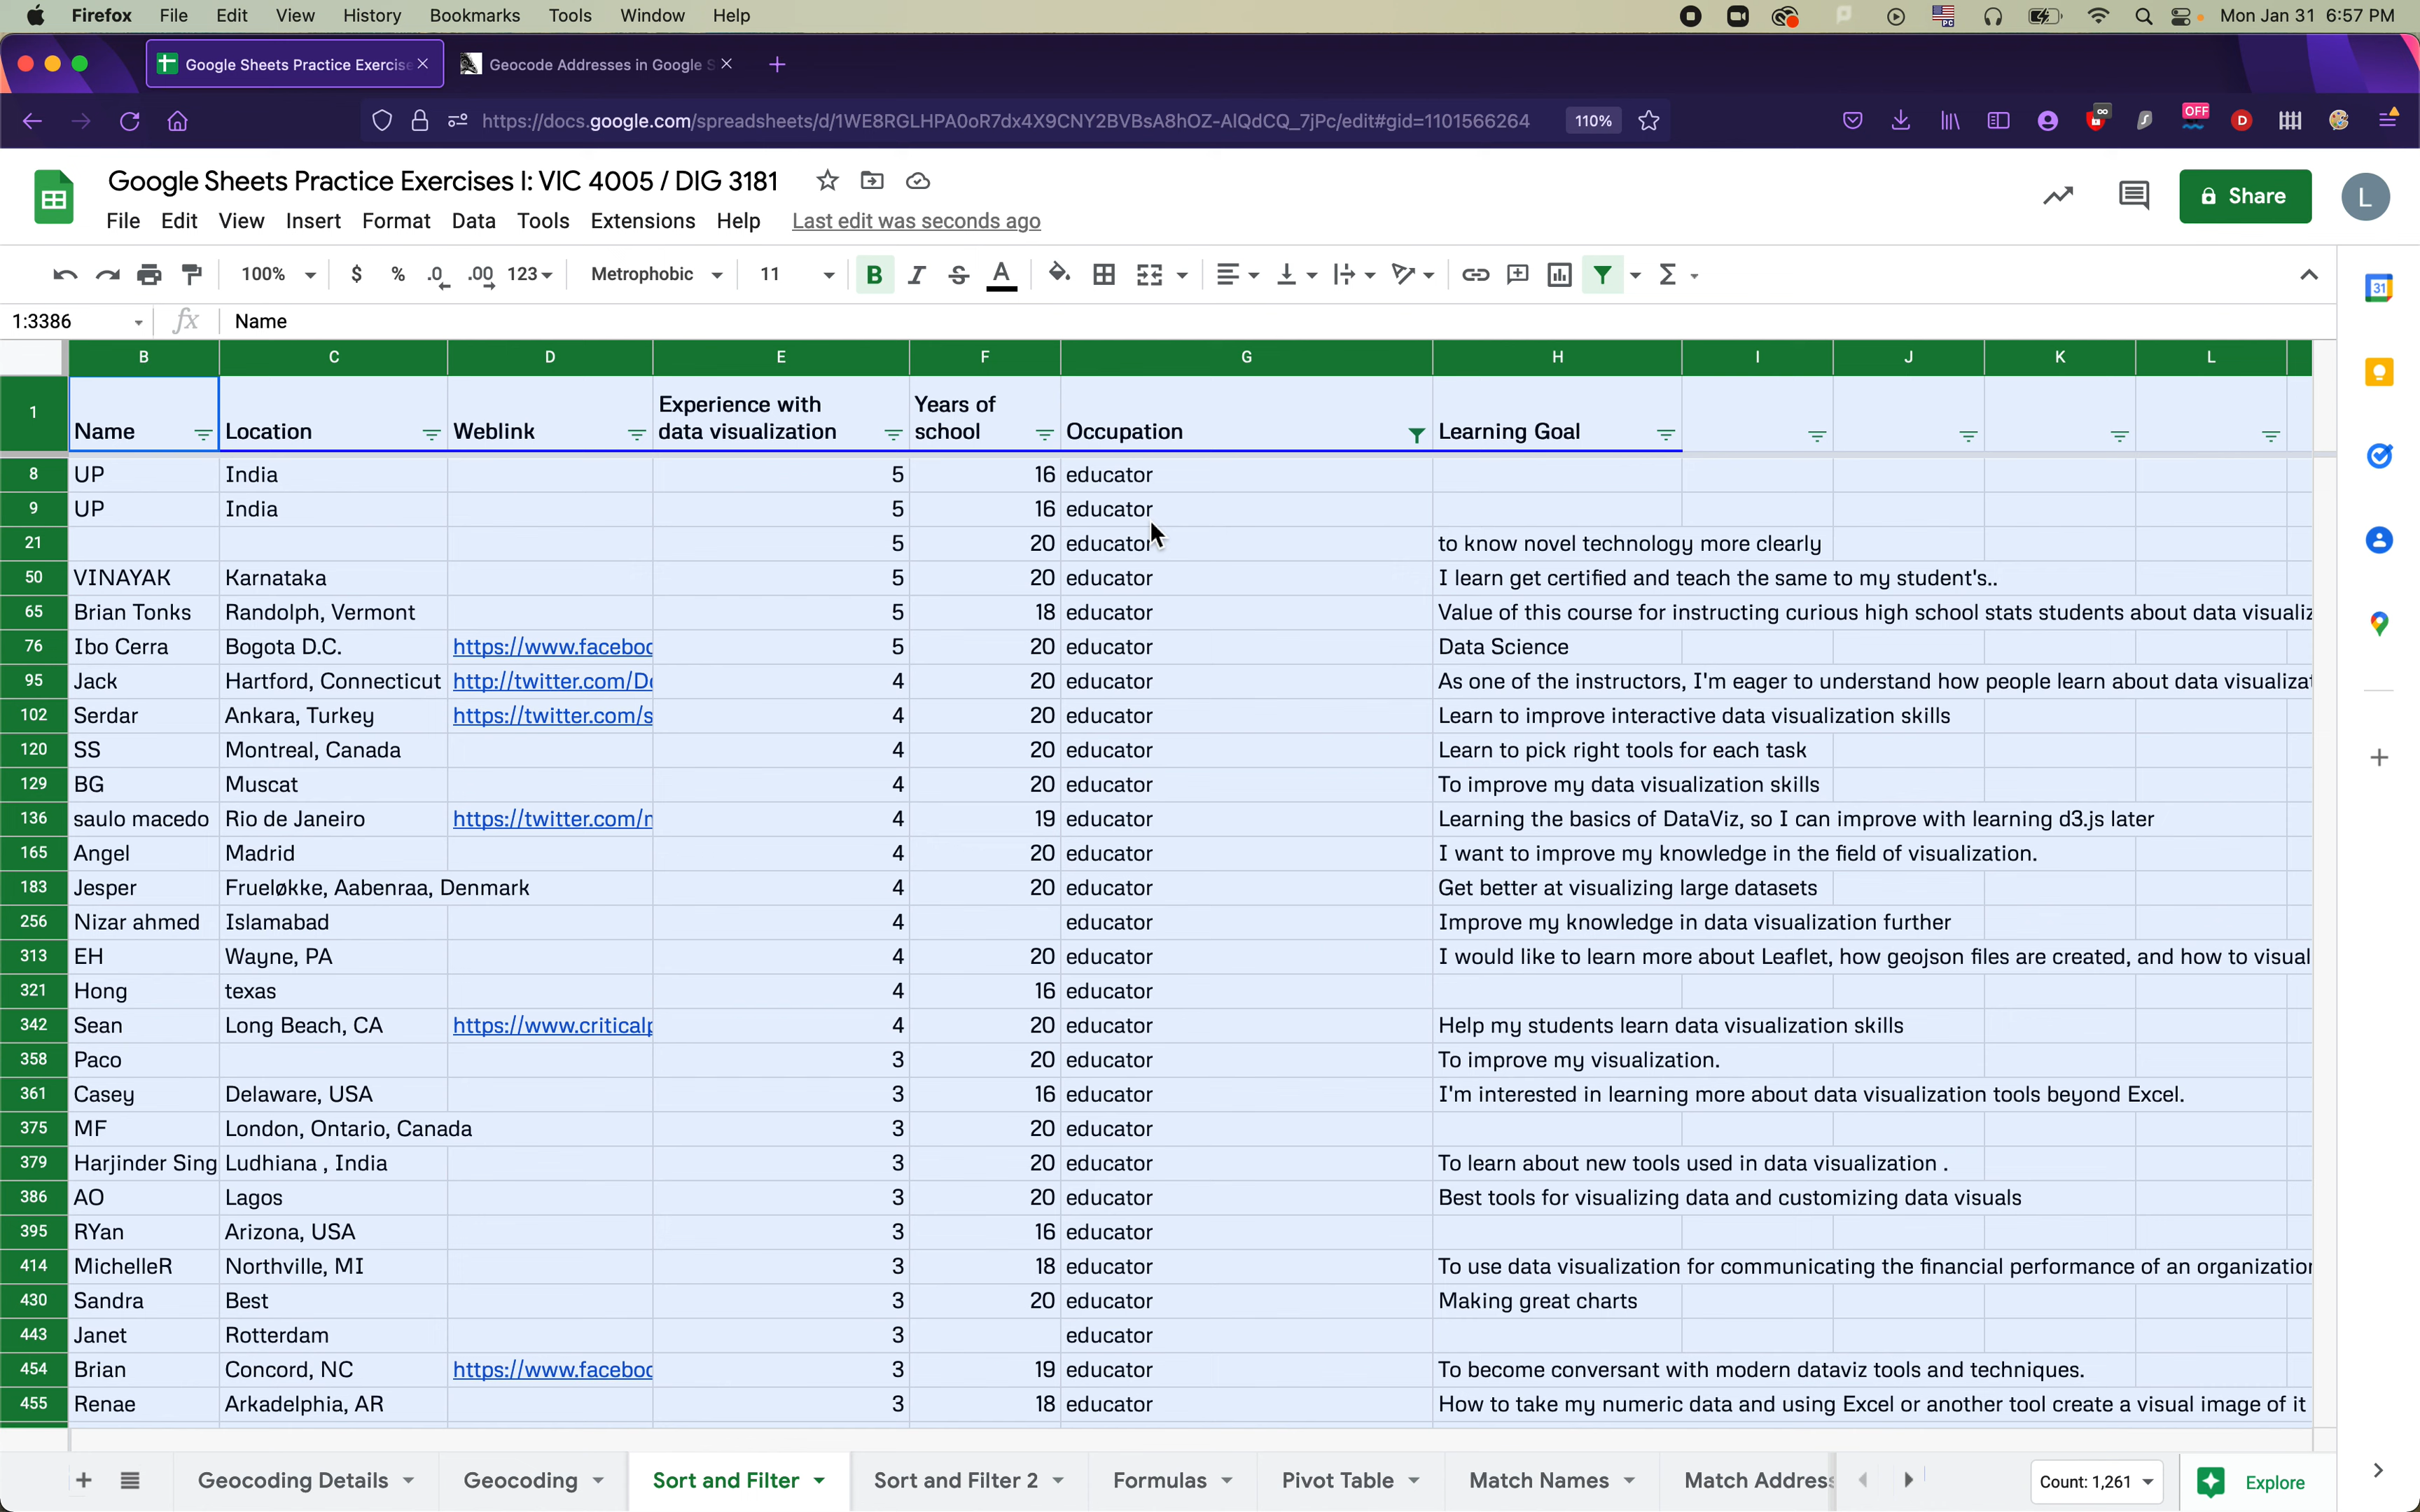 Firefox File Edit View History Bookmarks Tools Window Help Mon Jan 31 6:57 PM
Google Sheets Practice Exercise Geocode Addresses in Google S
https://docs.google.com/spreadsheets/d/1WE8RGLHPA0oR7dx4X9CNY2BVBsA8hOZ-AIQdCQ_7jPc/edit#gid=1101566264 110% OFF
Google Sheets Practice Exercises I: VIC 4005 / DIG 3181
Share L
File Edit View Insert Format Data Tools Extensions Help Last edit was seconds ago
100% $ % .0 .00 123 Metrophobic 11 B I S A
31
1:3386 fx Name
B C D E F G H I J K L
1 Name Location Weblink Experience with data visualization Years of school Occupation Learning Goal
8 UP India 5 16 educator
9 UP India 5 16 educator
21 5 20 educator to know novel technology more clearly
50 VINAYAK Karnataka 5 20 educator I learn get certified and teach the same to my student's..
65 Brian Tonks Randolph, Vermont 5 18 educator Value of this course for instructing curious high school stats students about data visualiz
76 Ibo Cerra Bogota D.C. https://www.faceboo 5 20 educator Data Science
95 Jack Hartford, Connecticut http://twitter.com/Do 4 20 educator As one of the instructors, I'm eager to understand how people learn about data visualizat
102 Serdar Ankara, Turkey https://twitter.com/s 4 20 educator Learn to improve interactive data visualization skills
120 SS Montreal, Canada 4 20 educator Learn to pick right tools for each task
129 BG Muscat 4 20 educator To improve my data visualization skills
136 saulo macedo Rio de Janeiro https://twitter.com/r 4 19 educator Learning the basics of DataViz, so I can improve with learning d3.js later
165 Angel Madrid 4 20 educator I want to improve my knowledge in the field of visualization.
183 Jesper Frueløkke, Aabenraa, Denmark 4 20 educator Get better at visualizing large datasets
256 Nizar ahmed Islamabad 4 educator Improve my knowledge in data visualization further
313 EH Wayne, PA 4 20 educator I would like to learn more about Leaflet, how geojson files are created, and how to visual
321 Hong texas 4 16 educator
342 Sean Long Beach, CA https://www.criticalp 4 20 educator Help my students learn data visualization skills
358 Paco 3 20 educator To improve my visualization.
361 Casey Delaware, USA 3 16 educator I'm interested in learning more about data visualization tools beyond Excel.
375 MF London, Ontario, Canada 3 20 educator
379 Harjinder Sing Ludhiana , India 3 20 educator To learn about new tools used in data visualization .
386 AO Lagos 3 20 educator Best tools for visualizing data and customizing data visuals
395 RYan Arizona, USA 3 16 educator
414 MichelleR Northville, MI 3 18 educator To use data visualization for communicating the financial performance of an organization
430 Sandra Best 3 20 educator Making great charts
443 Janet Rotterdam 3 educator
454 Brian Concord, NC https://www.faceboo 3 19 educator To become conversant with modern dataviz tools and techniques.
455 Renae Arkadelphia, AR 3 18 educator How to take my numeric data and using Excel or another tool create a visual image of it
Geocoding Details Geocoding Sort and Filter Sort and Filter 2 Formulas Pivot Table Match Names Match Address Count: 1,261 Explore